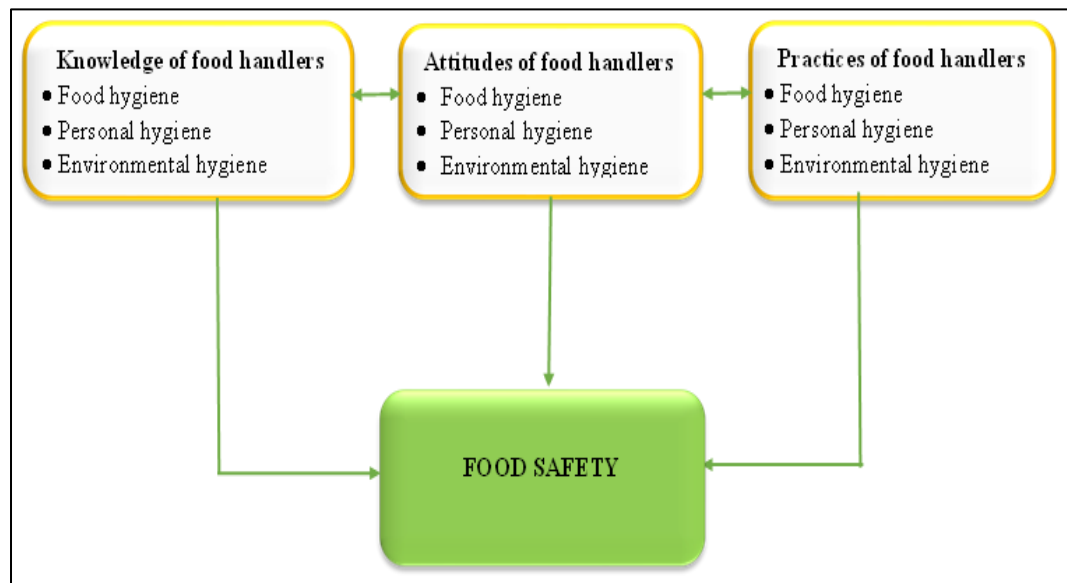 Knowledge of food handlers
• Food hygiene
• Personal hygiene
• Environmental hygiene
Attitudes of food handlers
• Food hygiene
• Personal hygiene
• Environmental hygiene
Practices of food handlers
• Food hygiene
• Personal hygiene
• Environmental hygiene
FOOD SAFETY